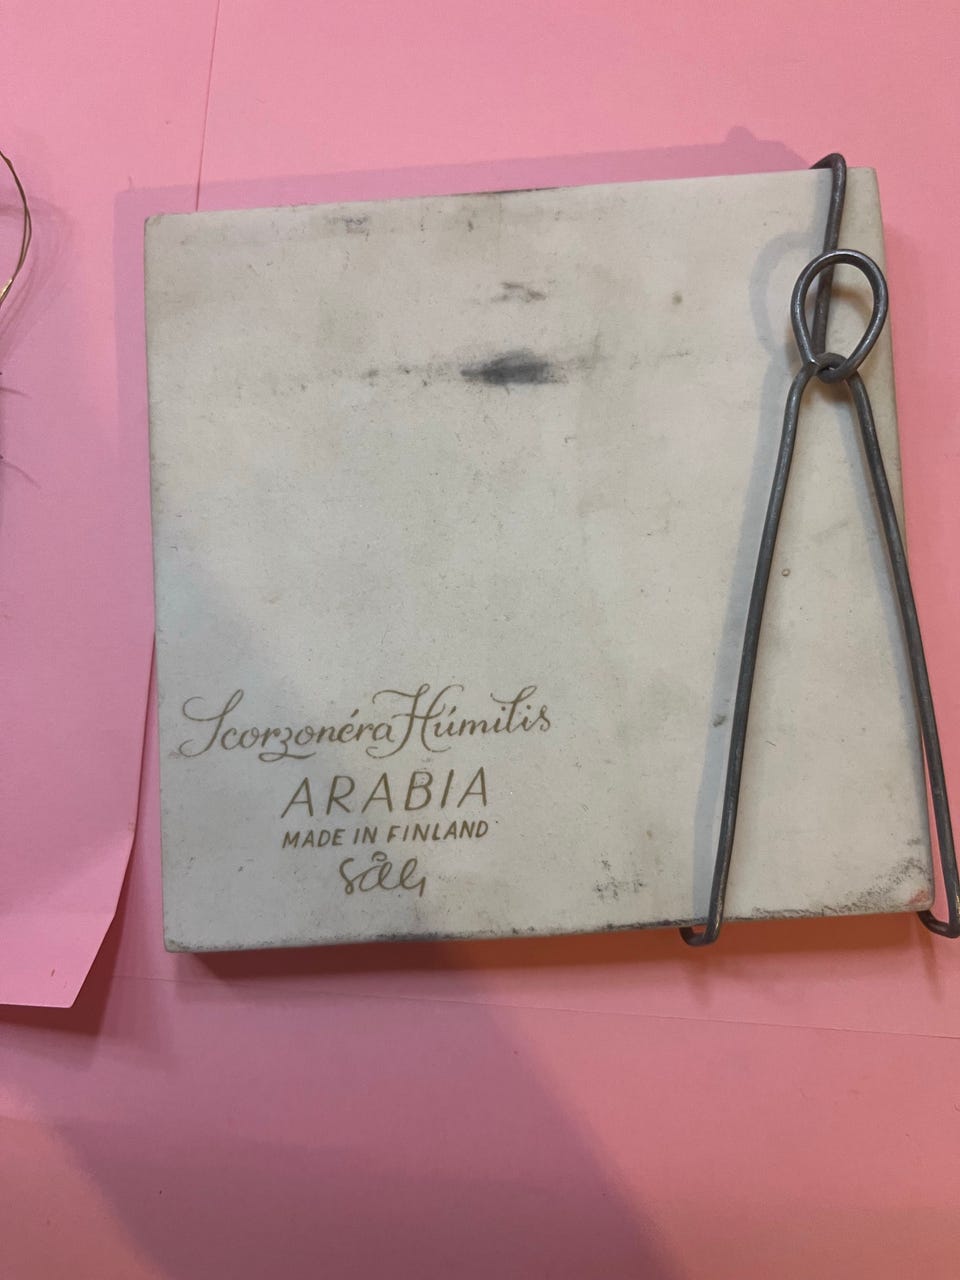 Scorzonéra Húmilis
ARABIA
MADE IN FINLAND